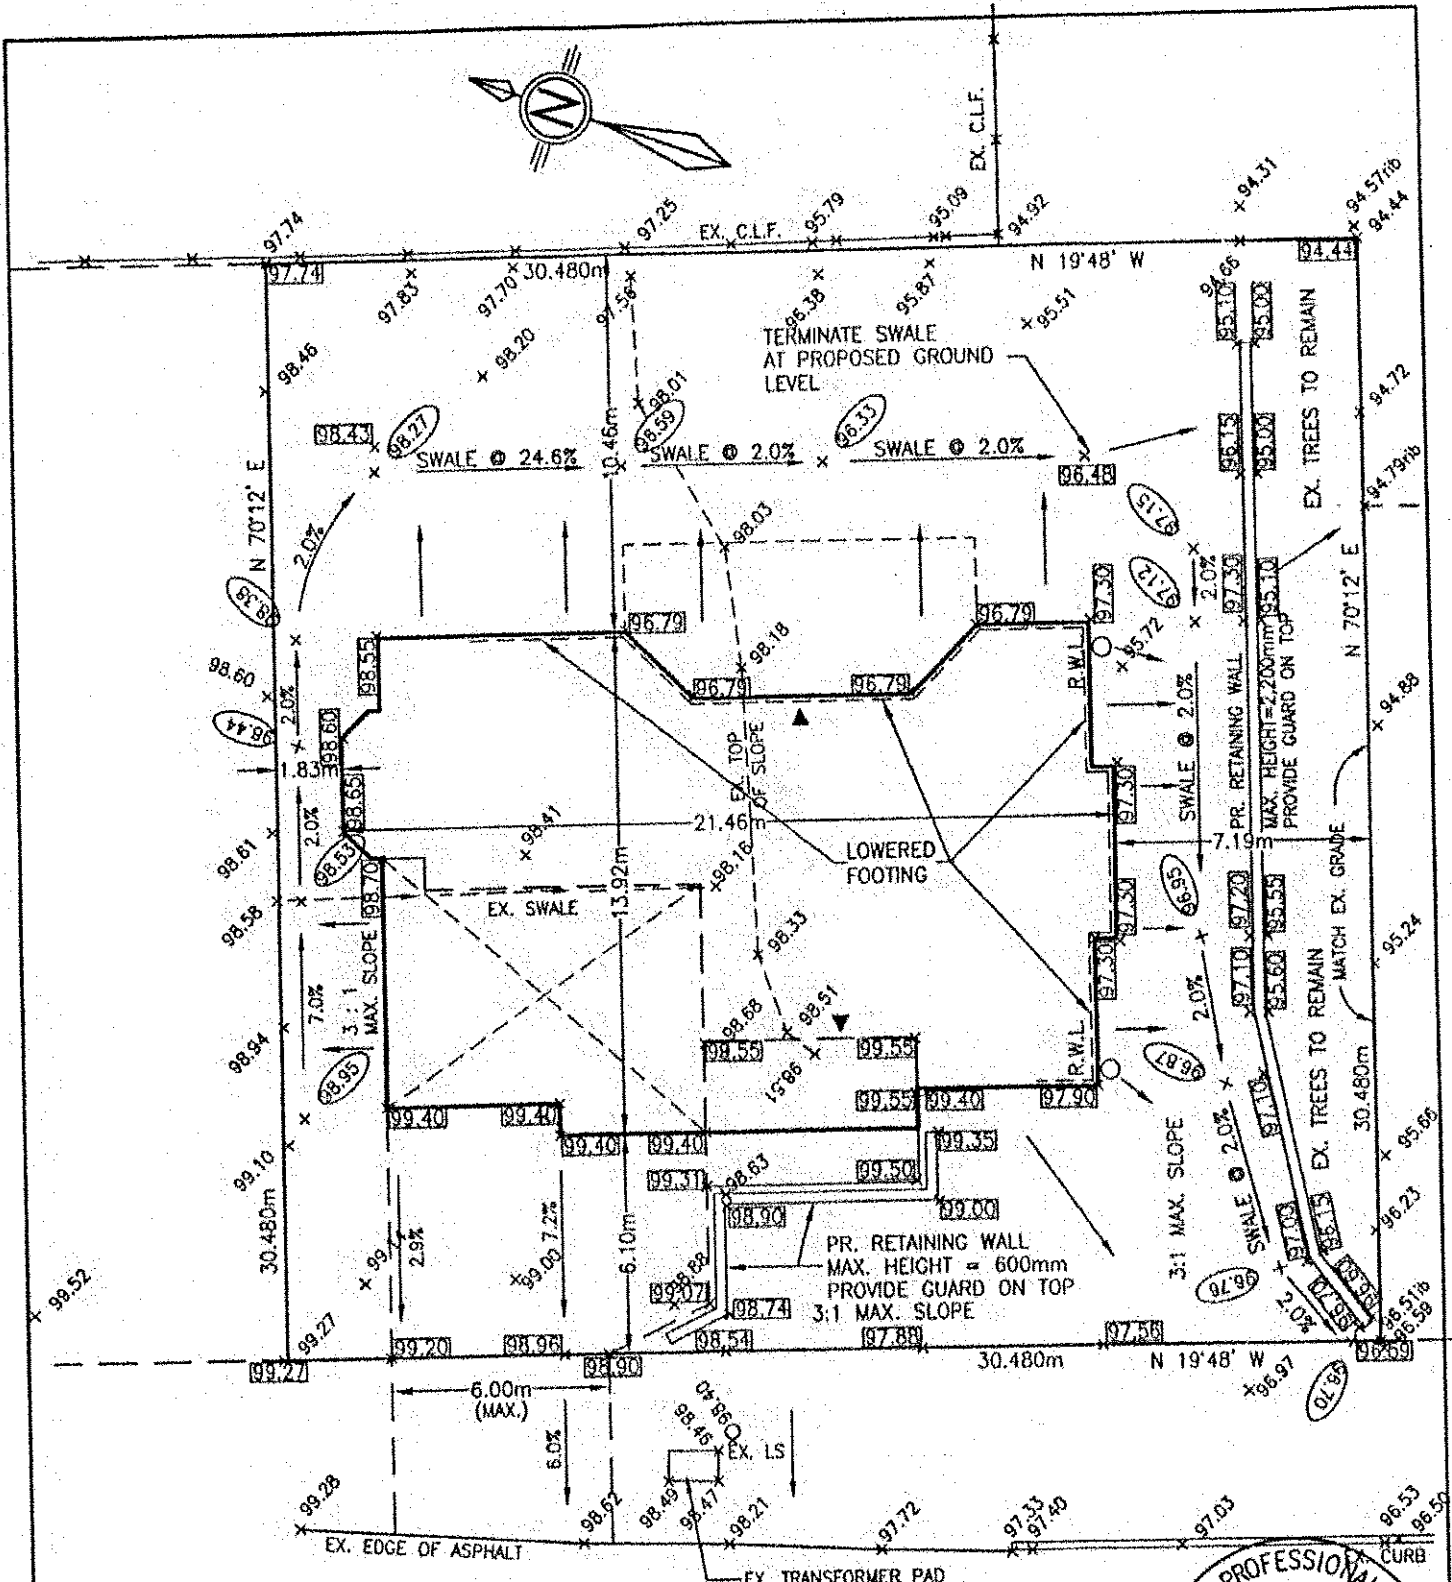 N
EX. C.L.F.
94.31
94.57rib
94.44
97.74
97.25
EX. C.L.F.
95.79
95.09
94.92
97.74
30.480m
N 19°48' W
94.66
94.44
97.83
97.70
97.56
96.38
95.87
95.51
95.10
95.00
EX. TREES TO REMAIN
98.46
98.20
TERMINATE SWALE
AT PROPOSED GROUND
LEVEL
98.01
94.72
98.43
98.27
98.59
96.33
SWALE @ 24.6%
SWALE @ 2.0%
SWALE @ 2.0%
96.48
96.15
95.00
10.46m
N 70°12' E
94.79rib
2.0%
98.03
97.15
97.12
2.0%
97.30
95.10
98.38
96.79
96.79
97.30
98.18
95.72
R.W.L.
N 70°12' E
98.60
98.55
96.79
96.79
94.88
98.44
2.0%
98.60
EX. TOP
OF SLOPE
SWALE @ 2.0%
PR. RETAINING WALL
MAX. HEIGHT=2.200mm
PROVIDE GUARD ON TOP
1.83m
98.65
97.30
2.0%
21.46m
7.19m
98.61
98.53
98.41
LOWERED
FOOTING
98.16
13.92m
98.70
EX. SWALE
98.58
96.95
97.20
95.55
97.30
MATCH EX. GRADE
95.24
3 : 1
MAX. SLOPE
98.33
97.30
7.0%
2.0%
97.10
95.60
98.94
98.68
98.51
99.55
99.55
98.51
R.W.L.
98.95
96.87
99.40
99.40
99.55
99.40
97.90
97.10
EX. TREES TO REMAIN
99.40
99.40
99.35
99.10
30.480m
95.66
99.31
98.63
99.50
3:1 MAX. SLOPE
SWALE @ 2.0%
98.90
99.00
97.00
96.15
96.23
2.9%
7.2%
6.10m
PR. RETAINING WALL
MAX. HEIGHT = 600mm
PROVIDE GUARD ON TOP
3:1 MAX. SLOPE
30.480m
99.00
98.88
99.07
98.74
96.76
2.0%
96.70
96.60
96.51ib
96.59
99.52
99.27
99.27
99.20
98.96
98.90
98.54
97.88
97.56
96.69
30.480m
N 19°48' W
96.97
96.70
6.00m
(MAX.)
98.40
98.46
EX. LS
6.0%
99.28
98.62
98.49
98.47
98.21
97.72
97.33
97.40
97.03
96.53
96.50
EX. EDGE OF ASPHALT
EX. CURB
EX. TRANSFORMER PAD
PROFESSIONAL